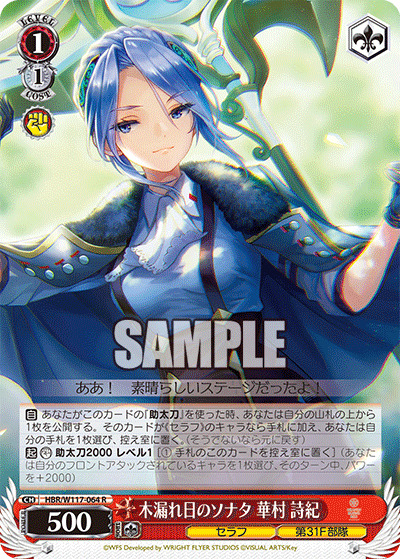 LEVEL
1
1
COST
SAMPLE
ああ! 素晴らしいステージだったよ!
自 あなたがこのカードの「助太刀」を使った時、あなたは自分の山札の上から
1枚を公開する。そのカードが《セラフ》のキャラなら手札に加え、あなたは自
分の手札を1枚選び、控え室に置く。(そうでないなら元に戻す)
起 助太刀2000 レベル1 [① 手札のこのカードを控え室に置く] (あなた
は自分のフロントアタックされているキャラを1枚選び、そのターン中、パワー
を+2000)
CH HBR/W117-064 R
500
木漏れ日のソナタ 華村 詩紀
セラフ
第31F部隊
©WFS Developed by WRIGHT FLYER STUDIOS ©VISUAL ARTS/Key